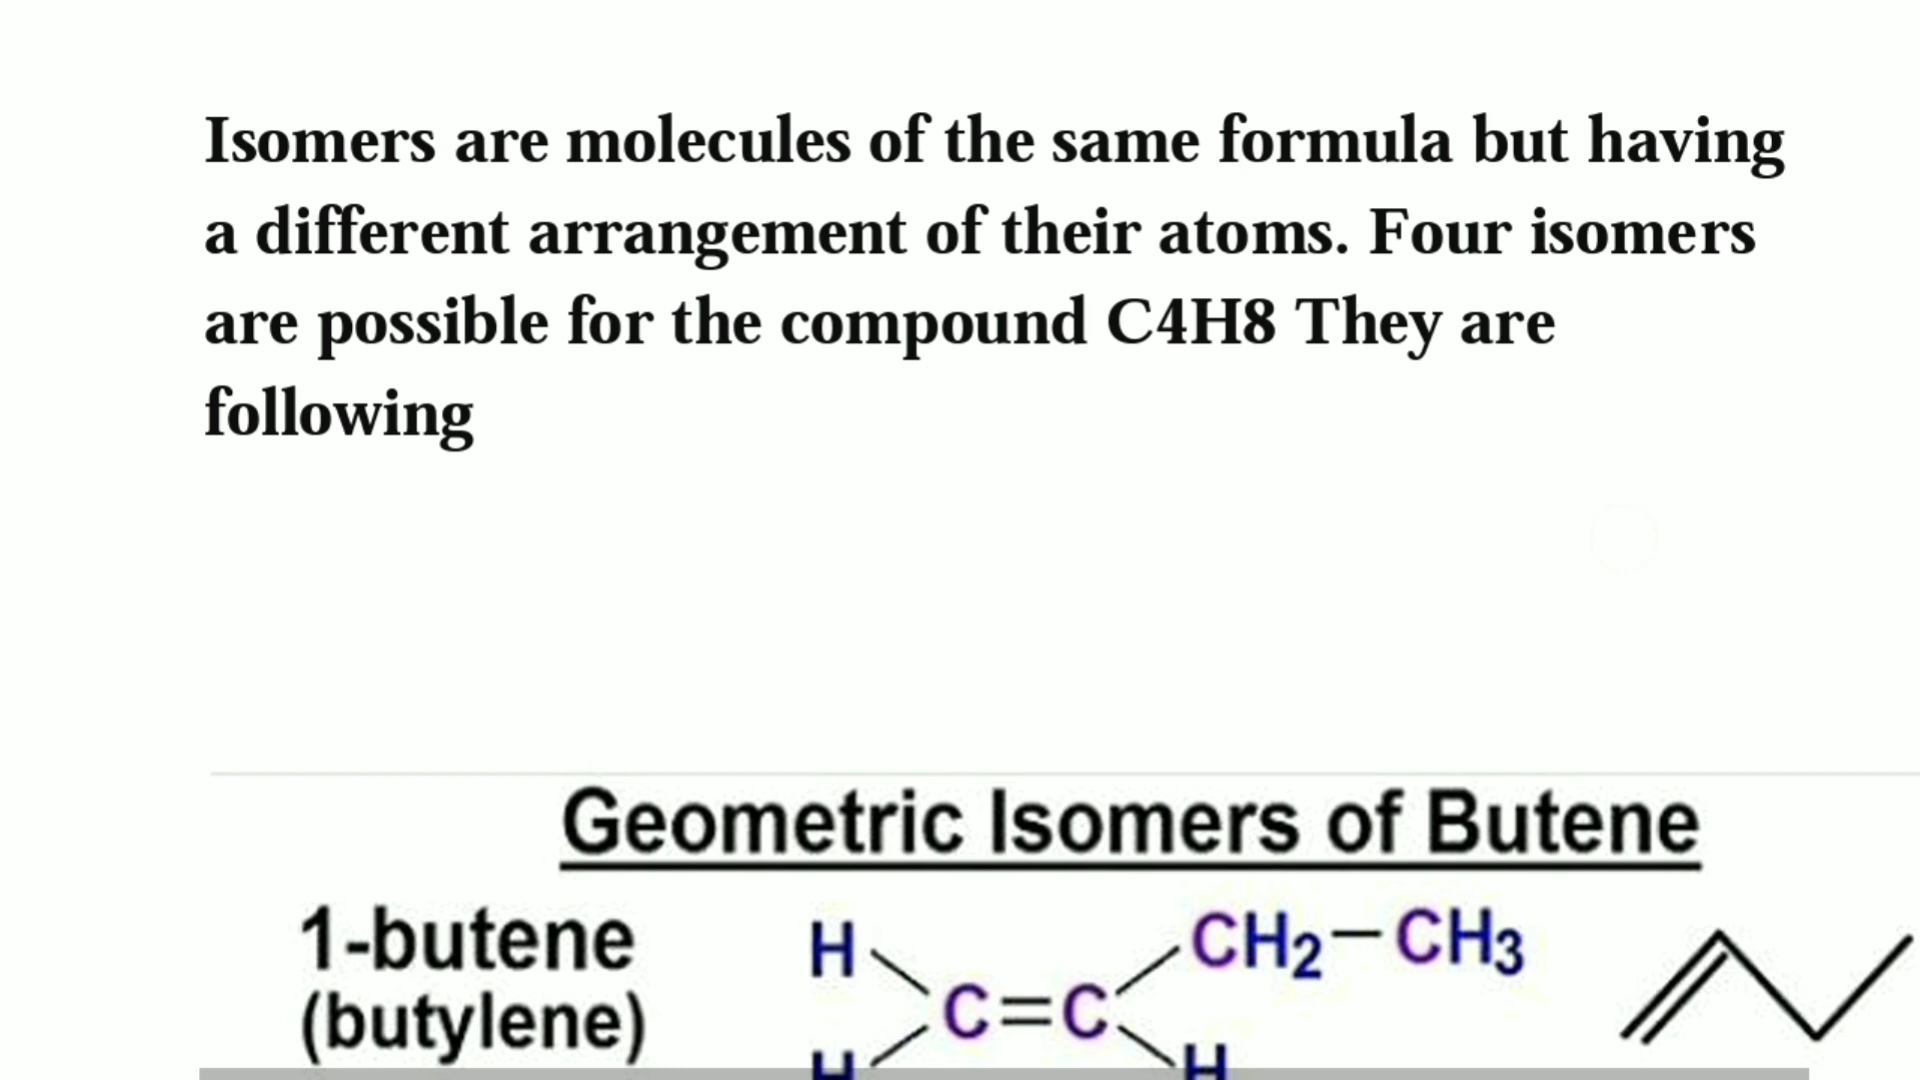 Isomers are molecules of the same formula but having
a different arrangement of their atoms. Four isomers
are possible for the compound C4H8 They are
following
Geometric Isomers of Butene
1-butene
(butylene)
H
CH2—CH3
C=C
H
H